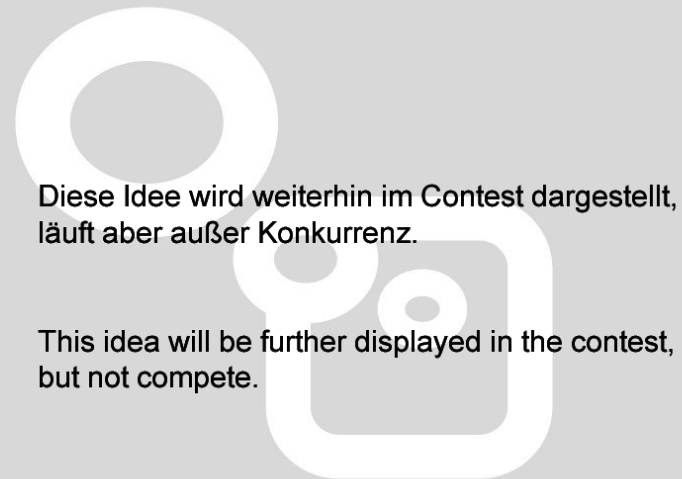 Diese Idee wird weiterhin im Contest dargestellt,
läuft aber außer Konkurrenz.
This idea will be further displayed in the contest,
but not compete.